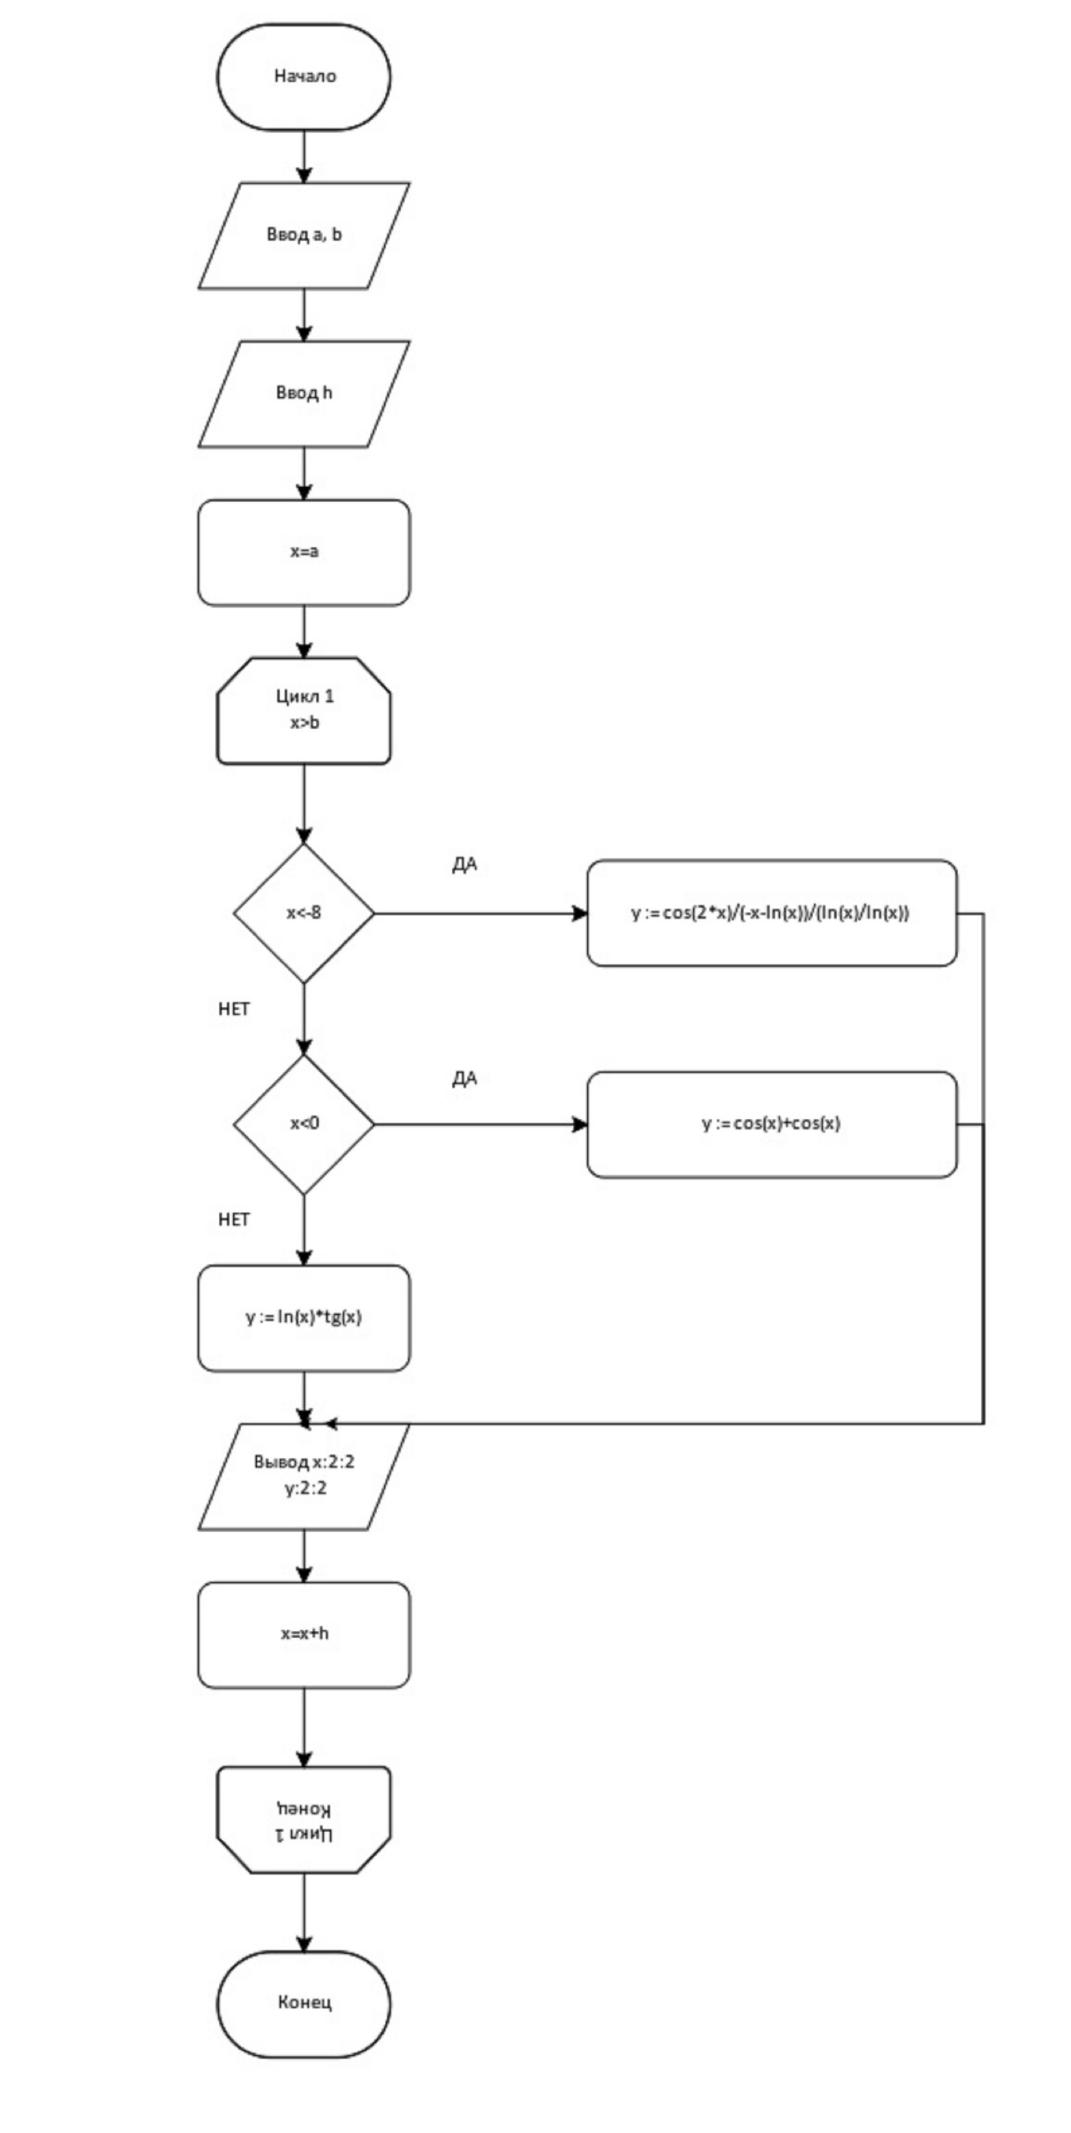 Начало
Ввод a, b
Ввод h
x=a
Цикл 1
x>b
x<-8
ДА
y := cos(2*x)/(-x-ln(x))/(ln(x)/ln(x))
НЕТ
x<0
ДА
y := cos(x)+cos(x)
НЕТ
y := ln(x)*tg(x)
Вывод x:2:2
y:2:2
x=x+h
Цикл 1
Конец
Конец